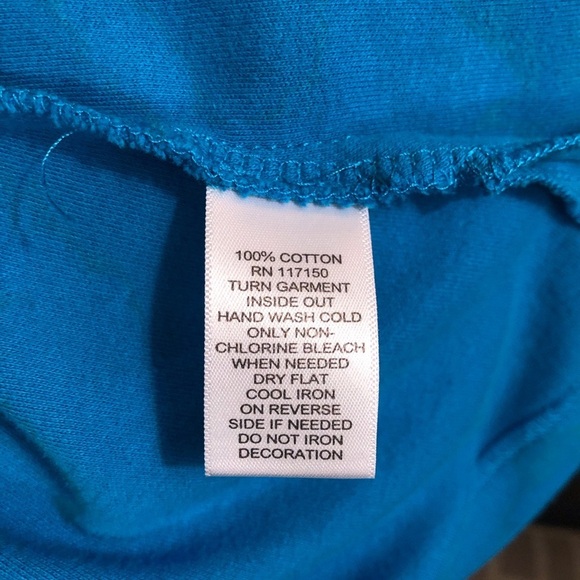 100% COTTON
RN 117150
TURN GARMENT
INSIDE OUT
HAND WASH COLD
ONLY NON-
CHLORINE BLEACH
WHEN NEEDED
DRY FLAT
COOL IRON
ON REVERSE
SIDE IF NEEDED
DO NOT IRON
DECORATION